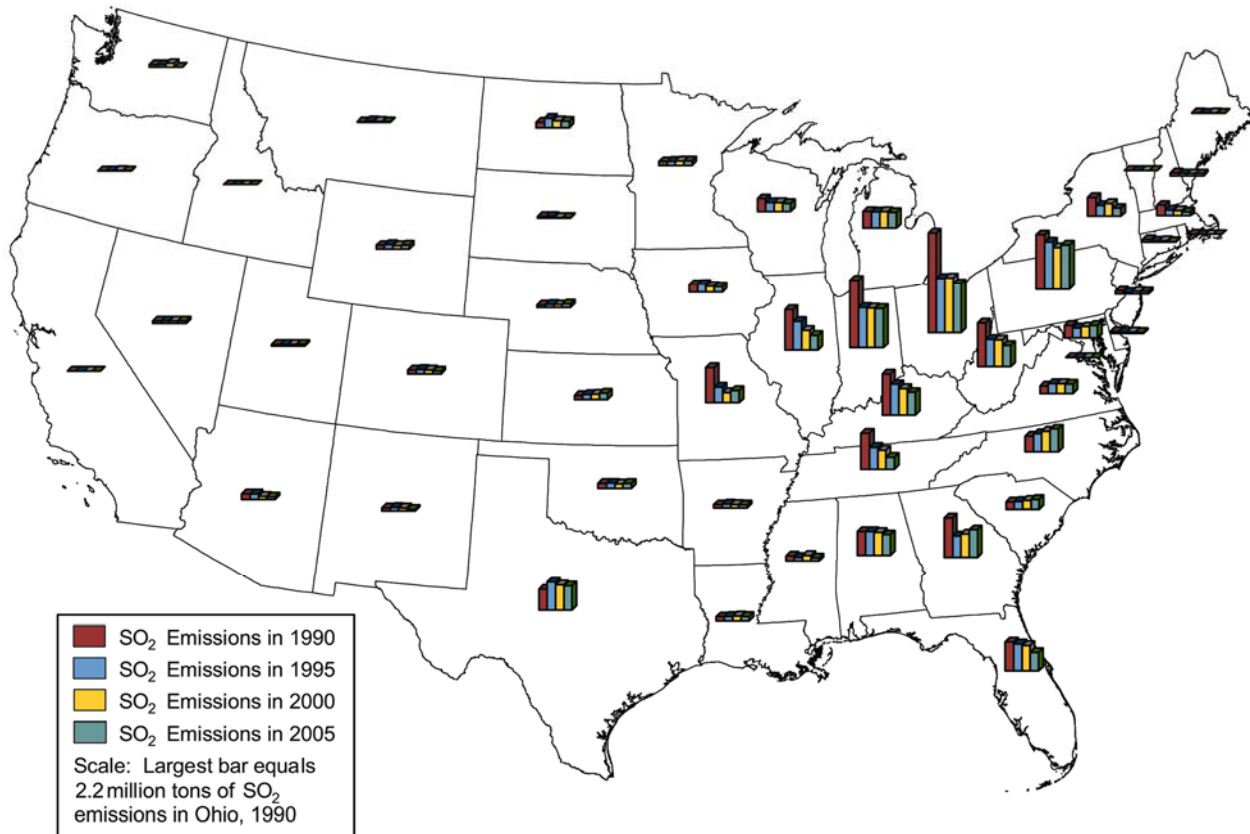 SO₂ Emissions in 1990
SO₂ Emissions in 1995
SO₂ Emissions in 2000
SO₂ Emissions in 2005
Scale: Largest bar equals
2.2 million tons of SO₂
emissions in Ohio, 1990